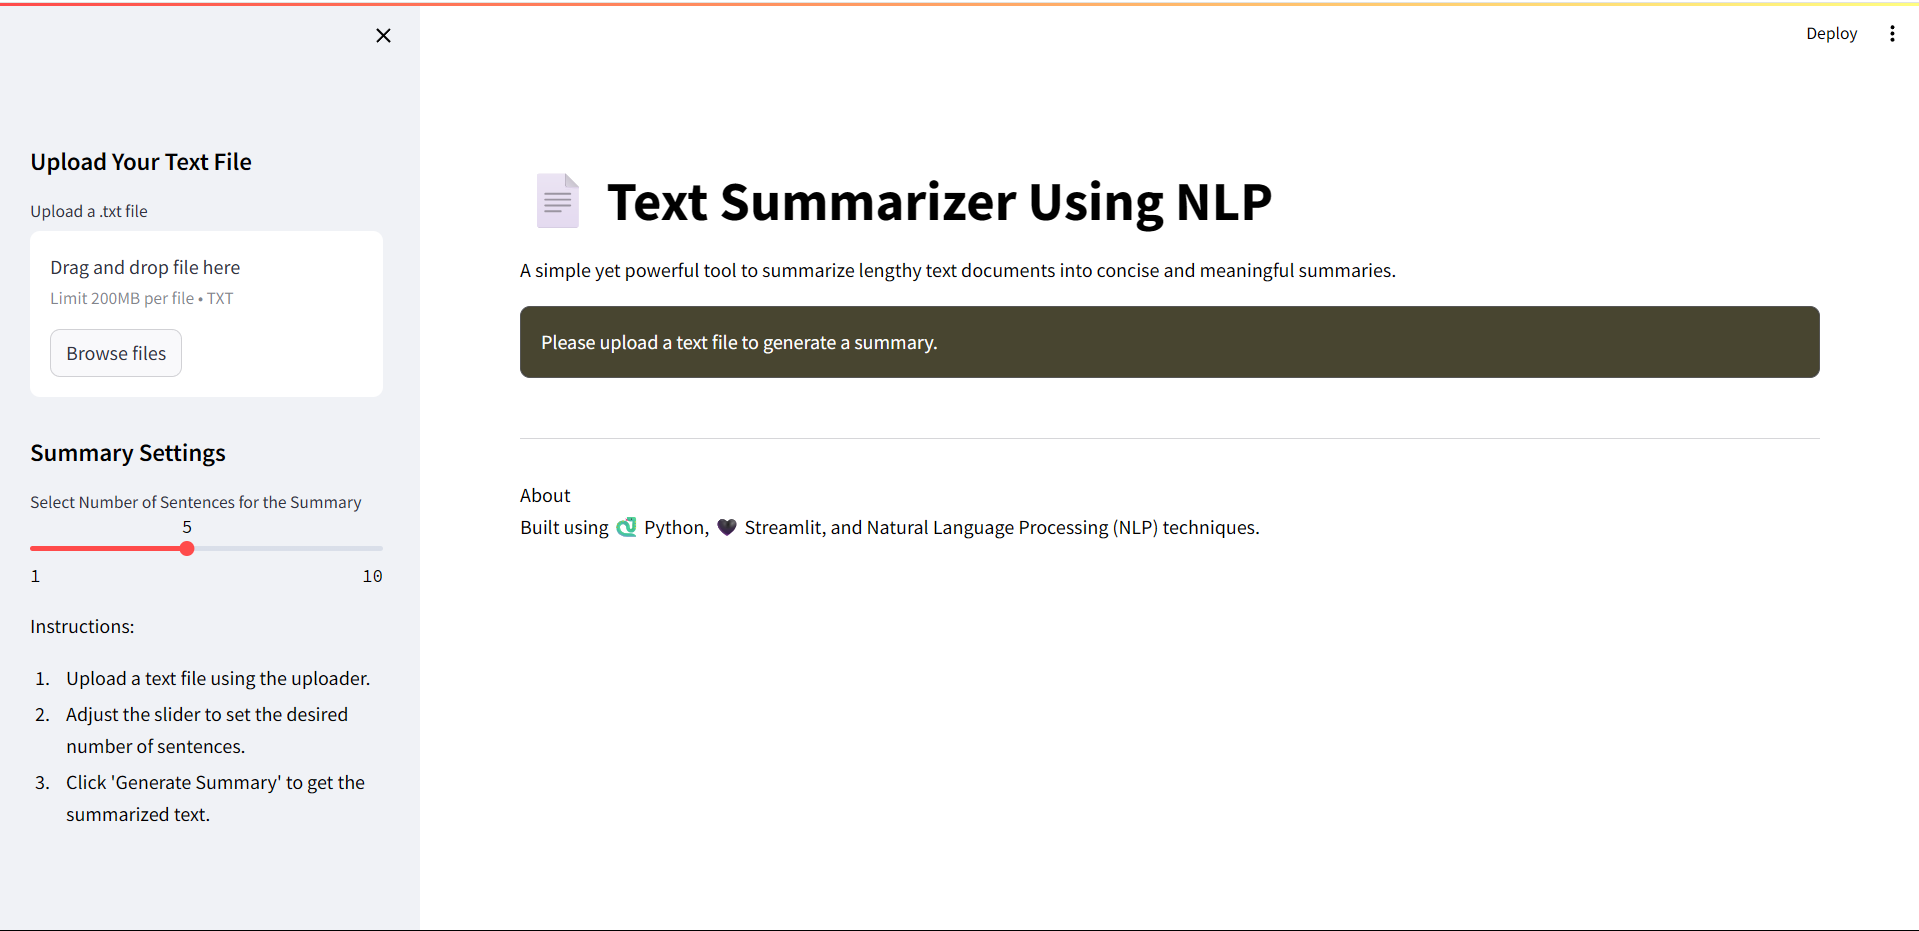 Deploy
Upload Your Text File
Upload a .txt file
Drag and drop file here
Limit 200MB per file • TXT
Browse files
Summary Settings
Select Number of Sentences for the Summary
5
1
10
Instructions:
1. Upload a text file using the uploader.
2. Adjust the slider to set the desired
number of sentences.
3. Click 'Generate Summary' to get the
summarized text.
Text Summarizer Using NLP
A simple yet powerful tool to summarize lengthy text documents into concise and meaningful summaries.
Please upload a text file to generate a summary.
About
Built using Python, Streamlit, and Natural Language Processing (NLP) techniques.